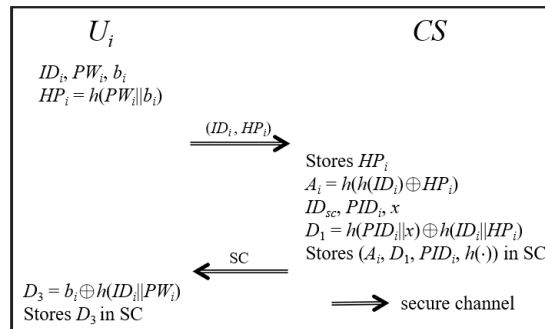 U_i CS
ID_i, PW_i, b_i
HP_i = h(PW_i||b_i)
(ID_i, HP_i)
Stores HP_i
A_i = h(h(ID_i)⊕HP_i)
ID_sc, PID_i, x
D_1 = h(PID_i||x)⊕h(ID_i||HP_i)
Stores (A_i, D_1, PID_i, h(·)) in SC
SC
D_3 = b_i⊕h(ID_i||PW_i)
Stores D_3 in SC
secure channel